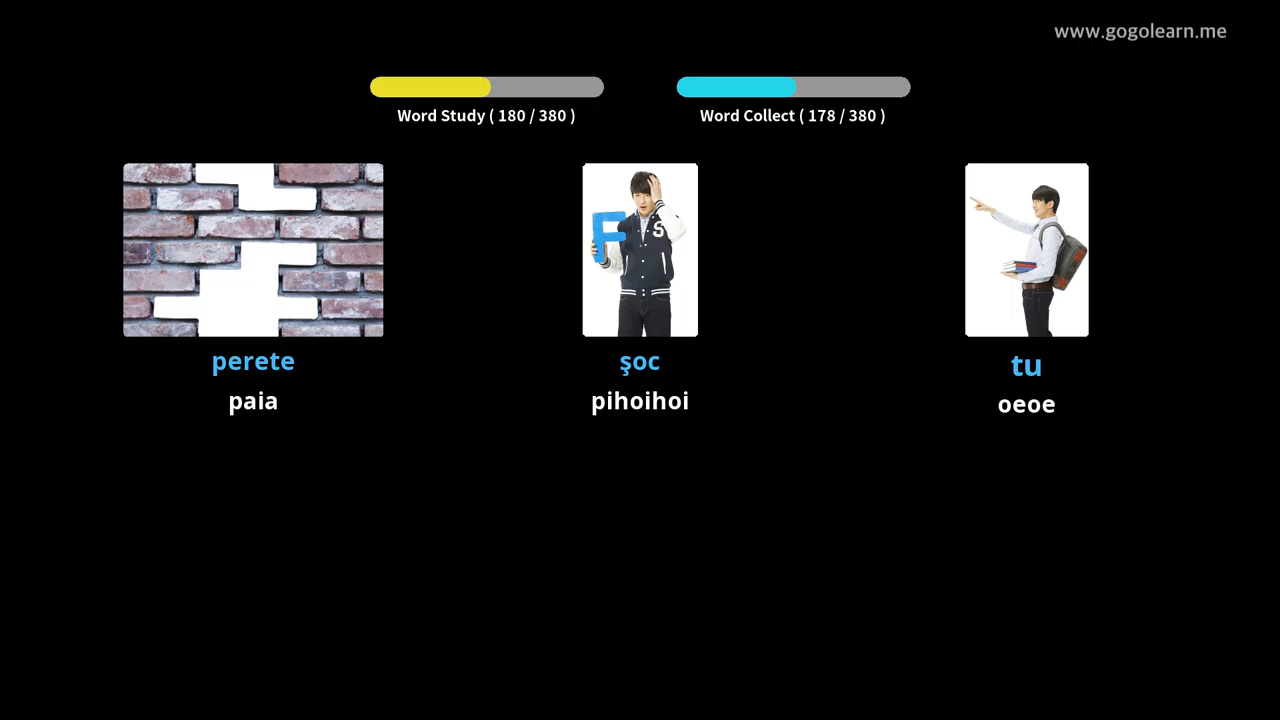 www.gogolearn.me
Word Study ( 180 / 380 )
Word Collect ( 178 / 380 )
F
S
perete
şoc
tu
paia
pihoihoi
oeoe